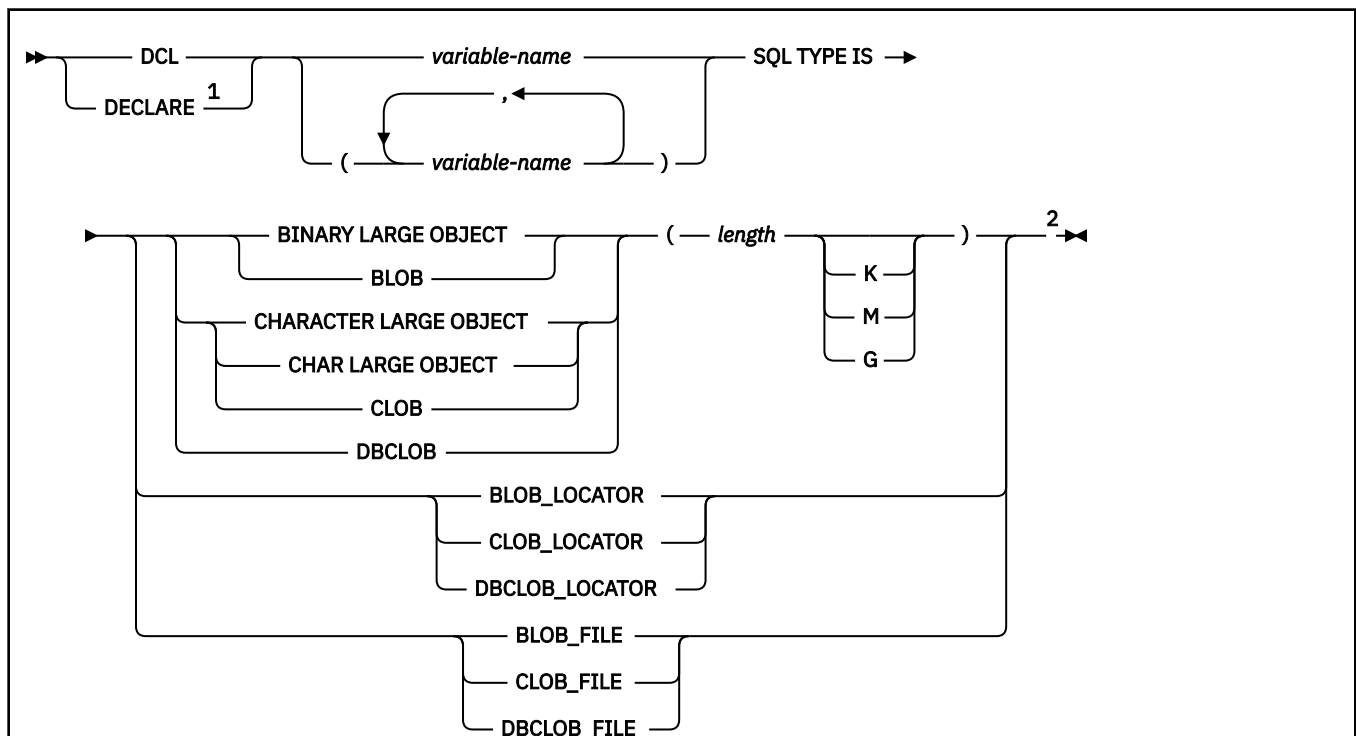 DCL variable-name SQL TYPE IS
DECLARE 1 ,
( variable-name )
BINARY LARGE OBJECT ( length ) 2
BLOB K
CHARACTER LARGE OBJECT M
CHAR LARGE OBJECT G
CLOB
DBCLOB
BLOB_LOCATOR
CLOB_LOCATOR
DBCLOB_LOCATOR
BLOB_FILE
CLOB_FILE
DBCLOB_FILE